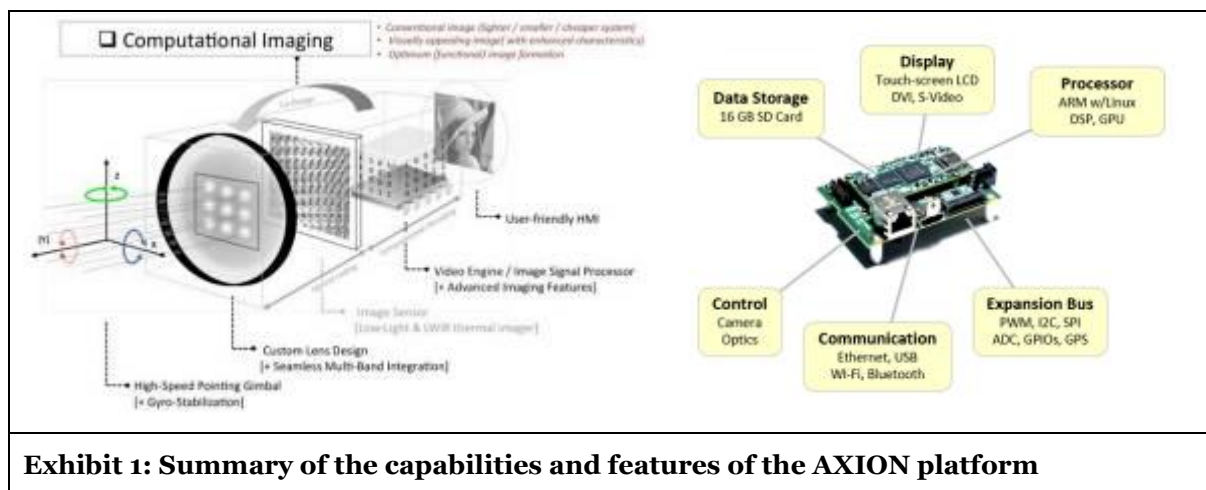 ❑ Computational Imaging
• Conventional image (lighter / smaller / cheaper system)
• Visually appealing image( with enhanced characteristics)
• Optimum (functional) image formation
z
x
User-friendly HMI
Video Engine / Image Signal Processor
[+ Advanced Imaging Features]
Image Sensor
[Low-Light & LWIR thermal imager]
Custom Lens Design
[+ Seamless Multi-Band Integration]
High-Speed Pointing Gimbal
[+ Gyro-Stabilization]
Display
Touch-screen LCD
DVI, S-Video
Processor
ARM w/Linux
DSP, GPU
Data Storage
16 GB SD Card
Control
Camera
Optics
Communication
Ethernet, USB
Wi-Fi, Bluetooth
Expansion Bus
PWM, I2C, SPI
ADC, GPIOs, GPS
Exhibit 1: Summary of the capabilities and features of the AXION platform